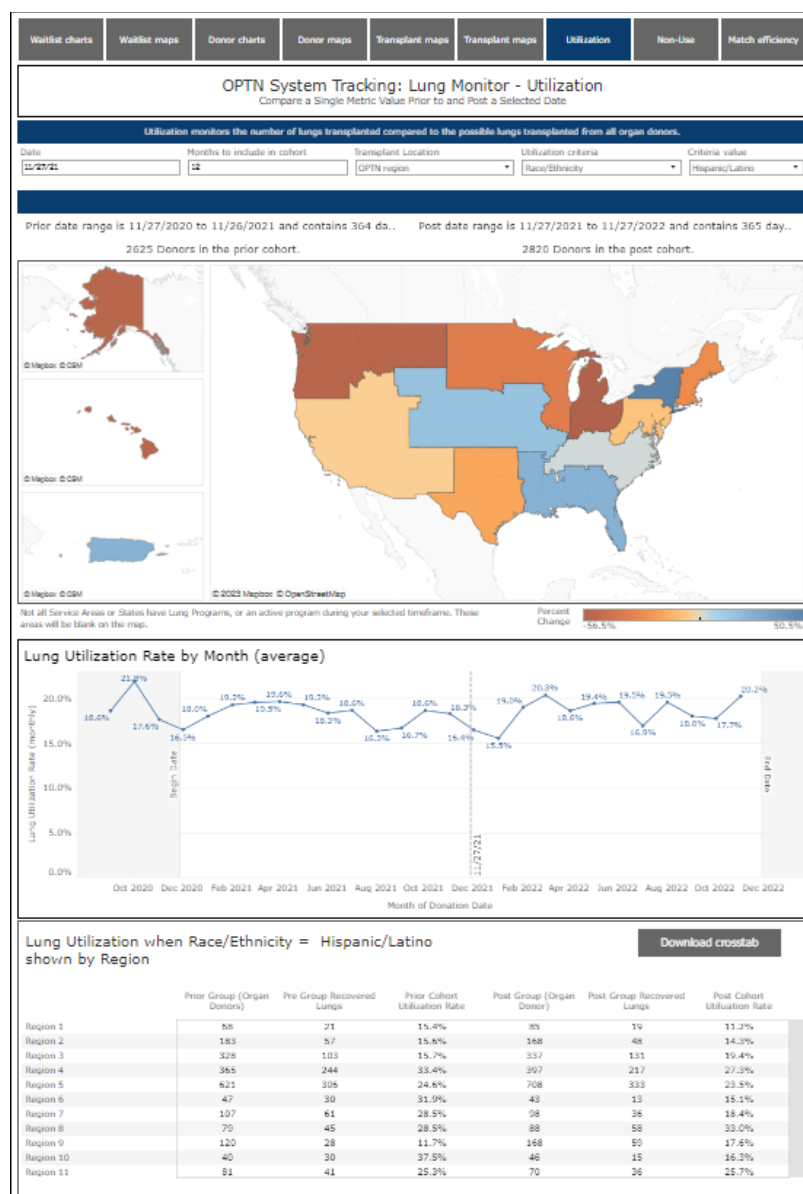 Waitlist charts Waitlist maps Donor charts Donor maps Transplant maps Transplant maps Utilization Non-Use Match efficiency
OPTN System Tracking: Lung Monitor - Utilization
Compare a Single Metric Value Prior to and Post a Selected Date
Utilization monitors the number of lungs transplanted compared to the possible lungs transplanted from all organ donors.
Date Months to include in cohort Transplant Location Utilization criteria Criteria value
11/27/21 12 OPTN region Race/Ethnicity Hispanic/Latino
Prior date range is 11/27/2020 to 11/26/2021 and contains 364 da.. Post date range is 11/27/2021 to 11/27/2022 and contains 365 day..
2625 Donors in the prior cohort. 2820 Donors in the post cohort.
© Mapbox © OSM
© Mapbox © OSM
© Mapbox © OSM
© 2023 Mapbox © OpenStreetMap
Not all Service Areas or States have Lung Programs, or an active program during your selected timeframe. These
areas will be blank on the map.
Percent
Change
-56.5% 50.5%
Lung Utilization Rate by Month (average)
Lung Utilization Rate (monthly)
20.0%
15.0%
10.0%
5.0%
0.0%
18.6% 17.6% 16.5% 18.0% 19.2% 19.6% 19.3% 18.3% 18.6% 16.3% 16.7% 18.6% 18.3% 16.4% 15.5% 19.0% 20.3% 18.6% 19.4% 19.5% 16.9% 19.5% 18.0% 17.7% 20.2%
Begin Date
11/27/21
End Date
Oct 2020 Dec 2020 Feb 2021 Apr 2021 Jun 2021 Aug 2021 Oct 2021 Dec 2021 Feb 2022 Apr 2022 Jun 2022 Aug 2022 Oct 2022 Dec 2022
Month of Donation Date
Lung Utilization when Race/Ethnicity = Hispanic/Latino
shown by Region
Download crosstab
Prior Group (Organ Donors) Pre Group Recovered Lungs Prior Cohort Utilization Rate Post Group (Organ Donor) Post Group Recovered Lungs Post Cohort Utilization Rate
Region 1 68 21 15.4% 85 19 11.2%
Region 2 183 57 15.6% 168 48 14.3%
Region 3 328 103 15.7% 337 131 19.4%
Region 4 365 244 33.4% 397 217 27.3%
Region 5 621 306 24.6% 708 333 23.5%
Region 6 47 30 31.9% 43 13 15.1%
Region 7 107 61 28.5% 98 36 18.4%
Region 8 79 45 28.5% 88 58 33.0%
Region 9 120 28 11.7% 168 59 17.6%
Region 10 40 30 37.5% 46 15 16.3%
Region 11 81 41 25.3% 70 36 25.7%